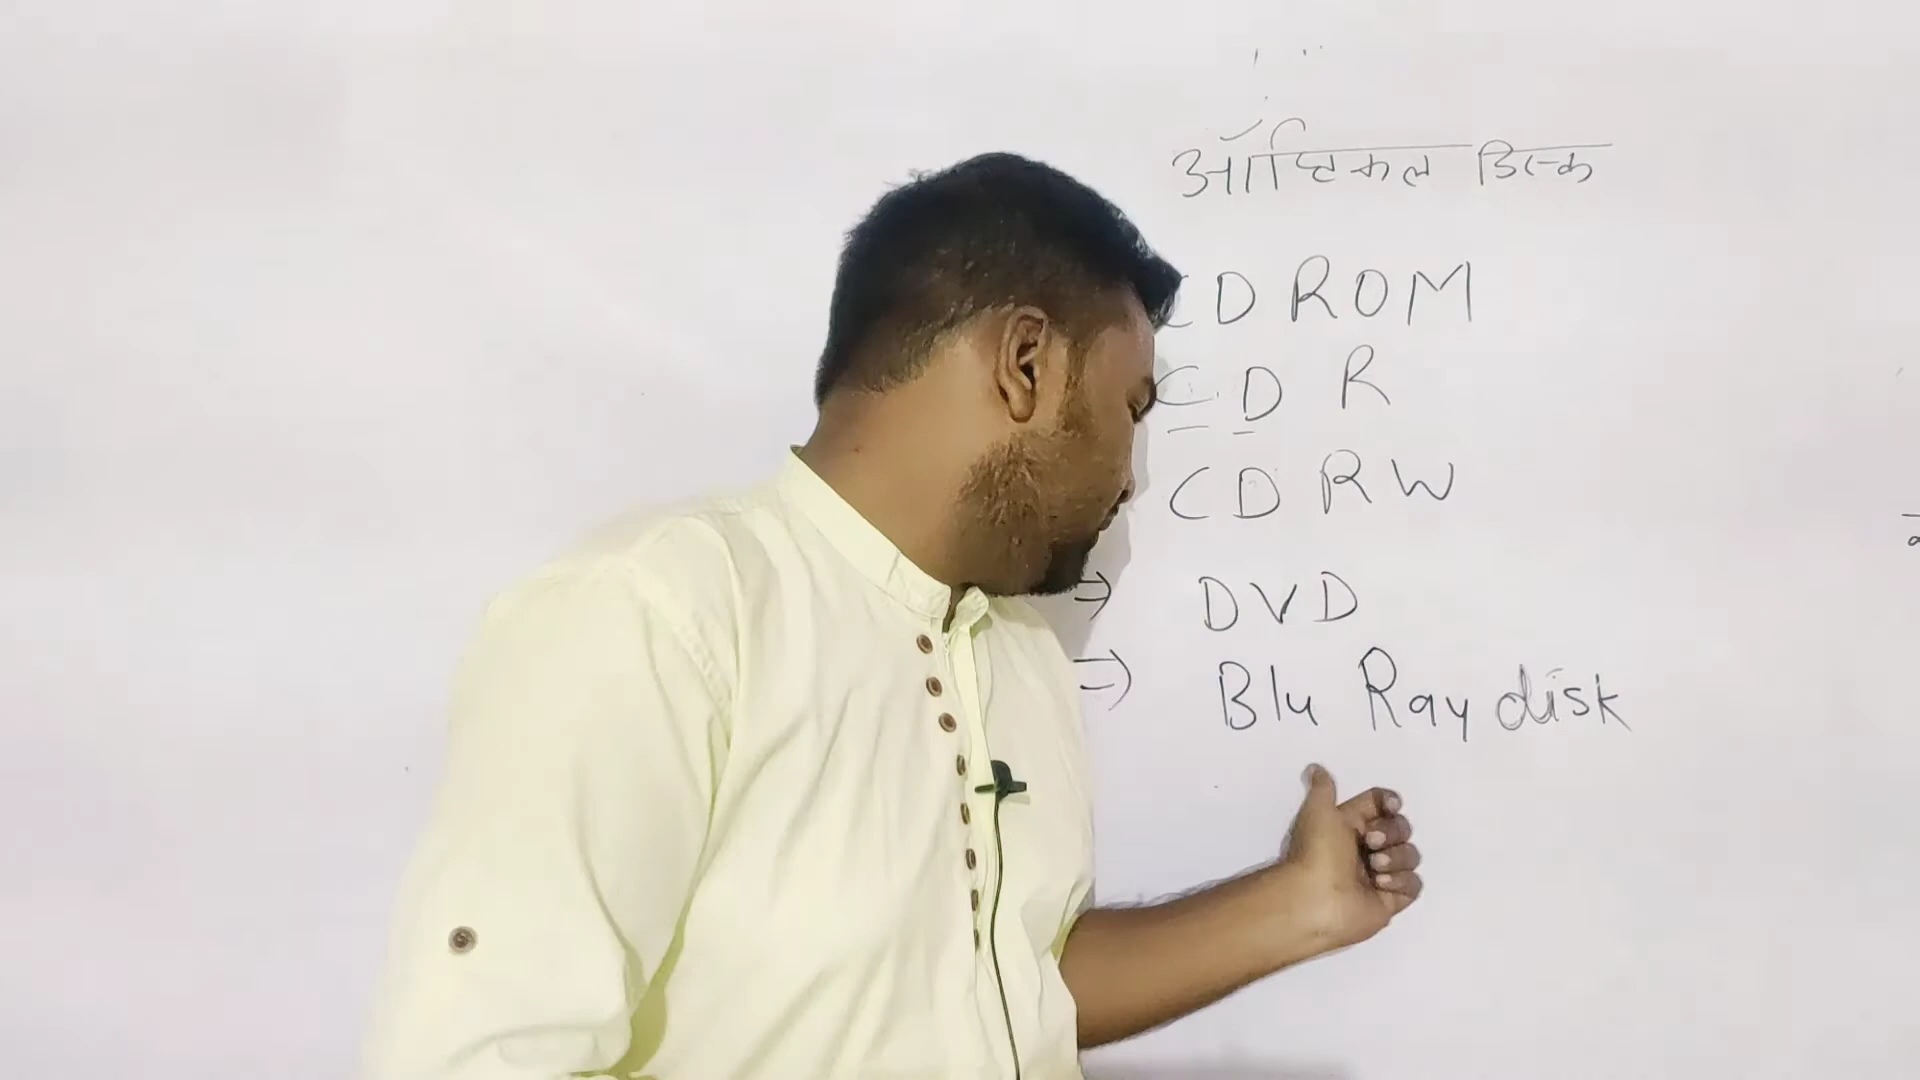 ऑप्टिकल डिस्क
CD ROM
CD R
CD RW
⇒ DVD
⇒ Blu Ray disk